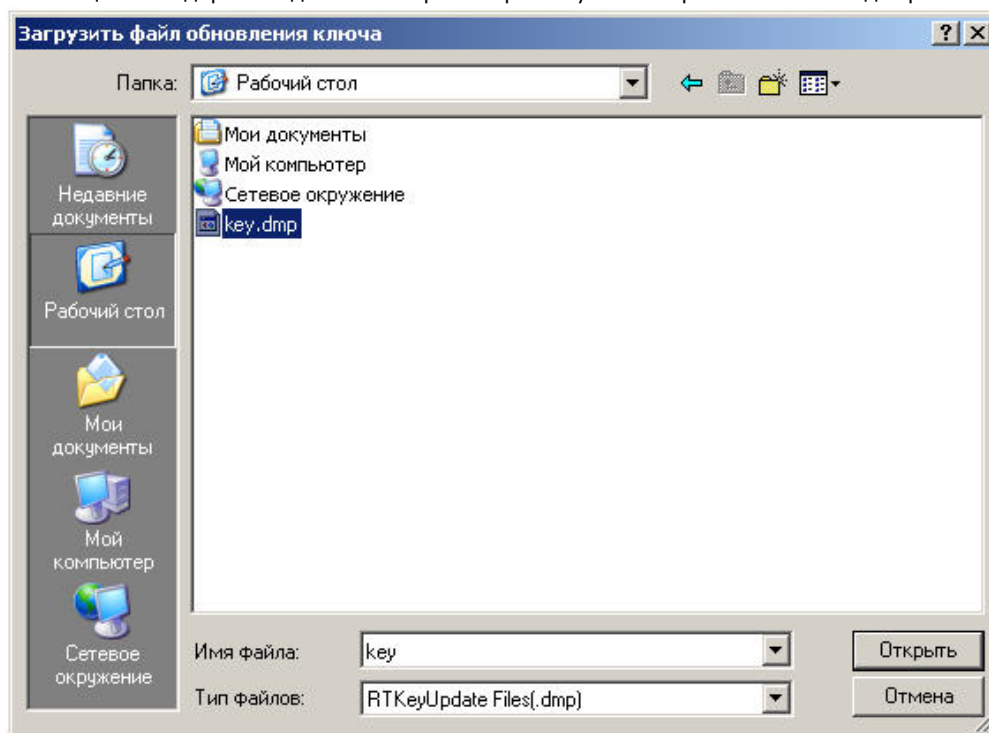 Загрузить файл обновления ключа
Папка:
Рабочий стол
Недавние
документы
Рабочий стол
Мои
документы
Мой
компьютер
Сетевое
окружение
Мои документы
Мой компьютер
Сетевое окружение
key.dmp
Имя файла:
key
Открыть
Тип файлов:
RTKeyUpdate Files(.dmp)
Отмена